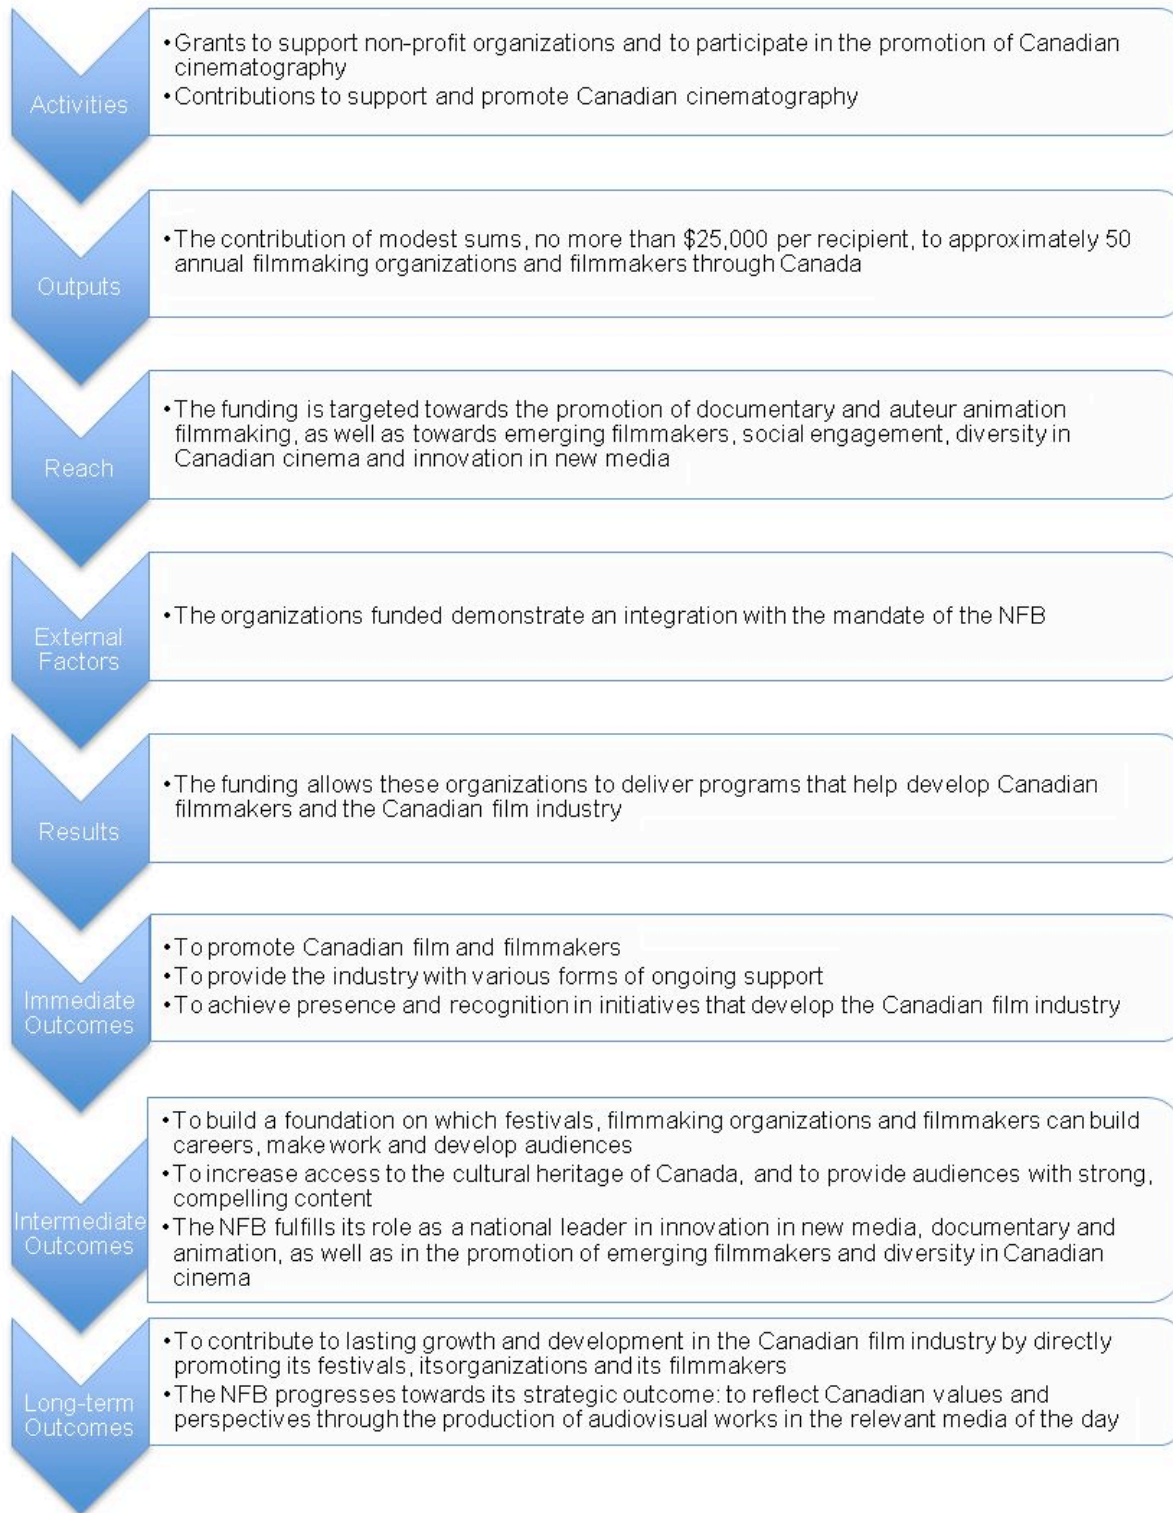 Activities
•Grants to support non-profit organizations and to participate in the promotion of Canadian
cinematography
•Contributions to support and promote Canadian cinematography
Outputs
•The contribution of modest sums, no more than $25,000 per recipient, to approximately 50
annual filmmaking organizations and filmmakers through Canada
Reach
•The funding is targeted towards the promotion of documentary and auteur animation
filmmaking, as well as towards emerging filmmakers, social engagement, diversity in
Canadian cinema and innovation in new media
External
Factors
•The organizations funded demonstrate an integration with the mandate of the NFB
Results
•The funding allows these organizations to deliver programs that help develop Canadian
filmmakers and the Canadian film industry
Immediate
Outcomes
•To promote Canadian film and filmmakers
•To provide the industry with various forms of ongoing support
•To achieve presence and recognition in initiatives that develop the Canadian film industry
Intermediate
Outcomes
•To build a foundation on which festivals, filmmaking organizations and filmmakers can build
careers, make work and develop audiences
•To increase access to the cultural heritage of Canada, and to provide audiences with strong,
compelling content
•The NFB fulfills its role as a national leader in innovation in new media, documentary and
animation, as well as in the promotion of emerging filmmakers and diversity in Canadian
cinema
Long-term
Outcomes
•To contribute to lasting growth and development in the Canadian film industry by directly
promoting its festivals, itsorganizations and its filmmakers
•The NFB progresses towards its strategic outcome: to reflect Canadian values and
perspectives through the production of audiovisual works in the relevant media of the day